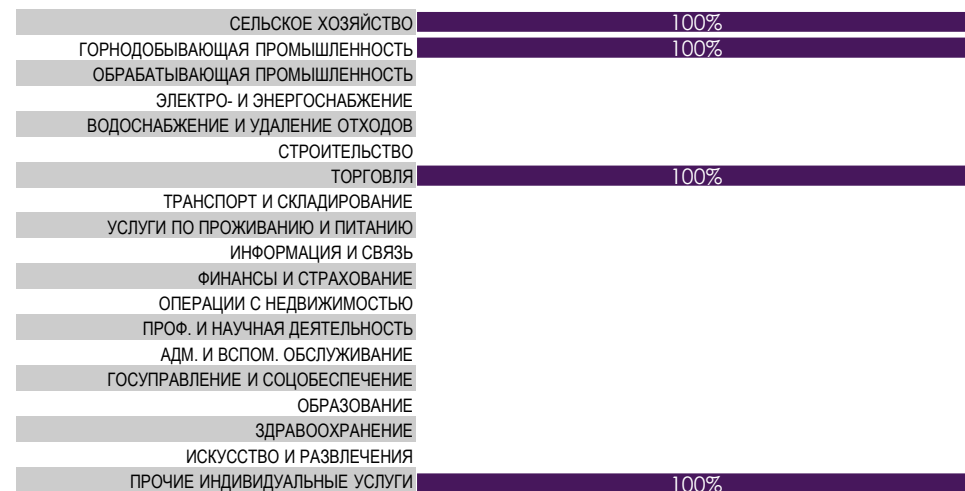 СЕЛЬСКОЕ ХОЗЯЙСТВО 100%
ГОРНОДОБЫВАЮЩАЯ ПРОМЫШЛЕННОСТЬ 100%
ОБРАБАТЫВАЮЩАЯ ПРОМЫШЛЕННОСТЬ
ЭЛЕКТРО- И ЭНЕРГОСНАБЖЕНИЕ
ВОДОСНАБЖЕНИЕ И УДАЛЕНИЕ ОТХОДОВ
СТРОИТЕЛЬСТВО
ТОРГОВЛЯ 100%
ТРАНСПОРТ И СКЛАДИРОВАНИЕ
УСЛУГИ ПО ПРОЖИВАНИЮ И ПИТАНИЮ
ИНФОРМАЦИЯ И СВЯЗЬ
ФИНАНСЫ И СТРАХОВАНИЕ
ОПЕРАЦИИ С НЕДВИЖИМОСТЬЮ
ПРОФ. И НАУЧНАЯ ДЕЯТЕЛЬНОСТЬ
АДМ. И ВСПОМ. ОБСЛУЖИВАНИЕ
ГОСУПРАВЛЕНИЕ И СОЦОБЕСПЕЧЕНИЕ
ОБРАЗОВАНИЕ
ЗДРАВООХРАНЕНИЕ
ИСКУССТВО И РАЗВЛЕЧЕНИЯ
ПРОЧИЕ ИНДИВИДУАЛЬНЫЕ УСЛУГИ 100%